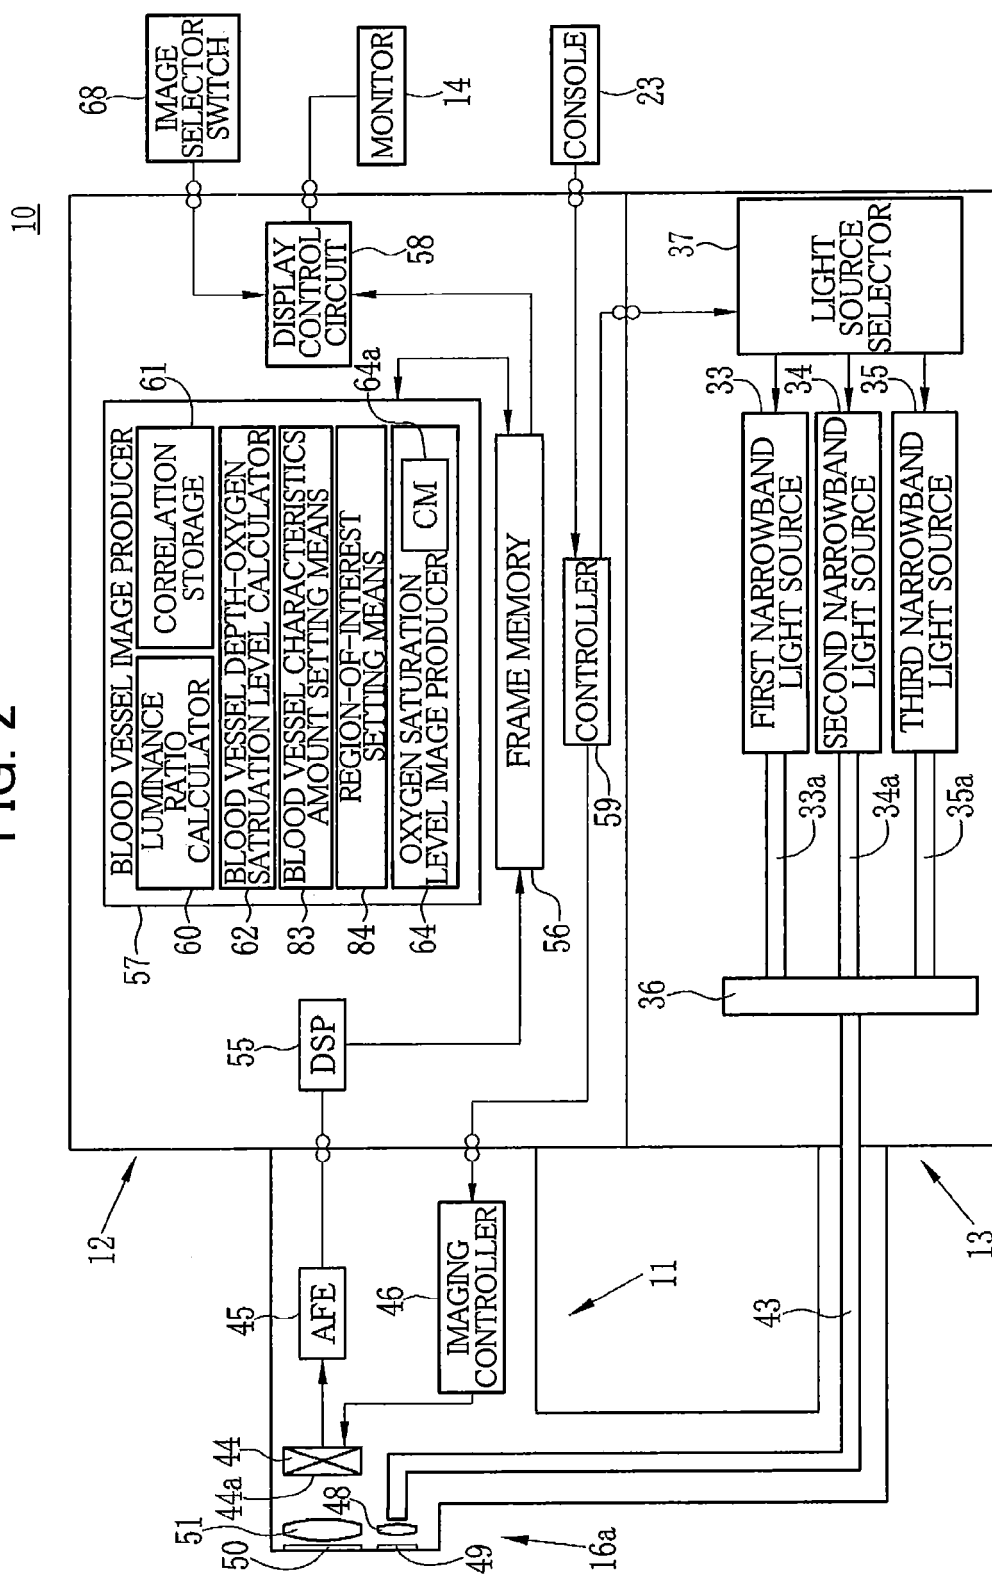 FIG. 2
10
68
IMAGE
SELECTOR
SWITCH
MONITOR
14
CONSOLE
23
12
57
BLOOD VESSEL IMAGE PRODUCER
LUMINANCE
RATIO
CALCULATOR
60
CORRELATION
STORAGE
61
BLOOD VESSEL DEPTH-OXYGEN
SATRUATION LEVEL CALCULATOR
62
BLOOD VESSEL CHARACTERISTICS
AMOUNT SETTING MEANS
83
REGION-OF-INTEREST
SETTING MEANS
84
OXYGEN SATURATION
LEVEL IMAGE PRODUCER
64
CM
64a
DISPLAY
CONTROL
CIRCUIT
58
55
DSP
FRAME MEMORY
56
CONTROLLER
59
45
AFE
46
IMAGING
CONTROLLER
44
44a
51
50
48
49
16a
11
43
13
36
33a
34a
35a
FIRST NARROWBAND
LIGHT SOURCE
33
SECOND NARROWBAND
LIGHT SOURCE
34
THIRD NARROWBAND
LIGHT SOURCE
35
LIGHT
SOURCE
SELECTOR
37